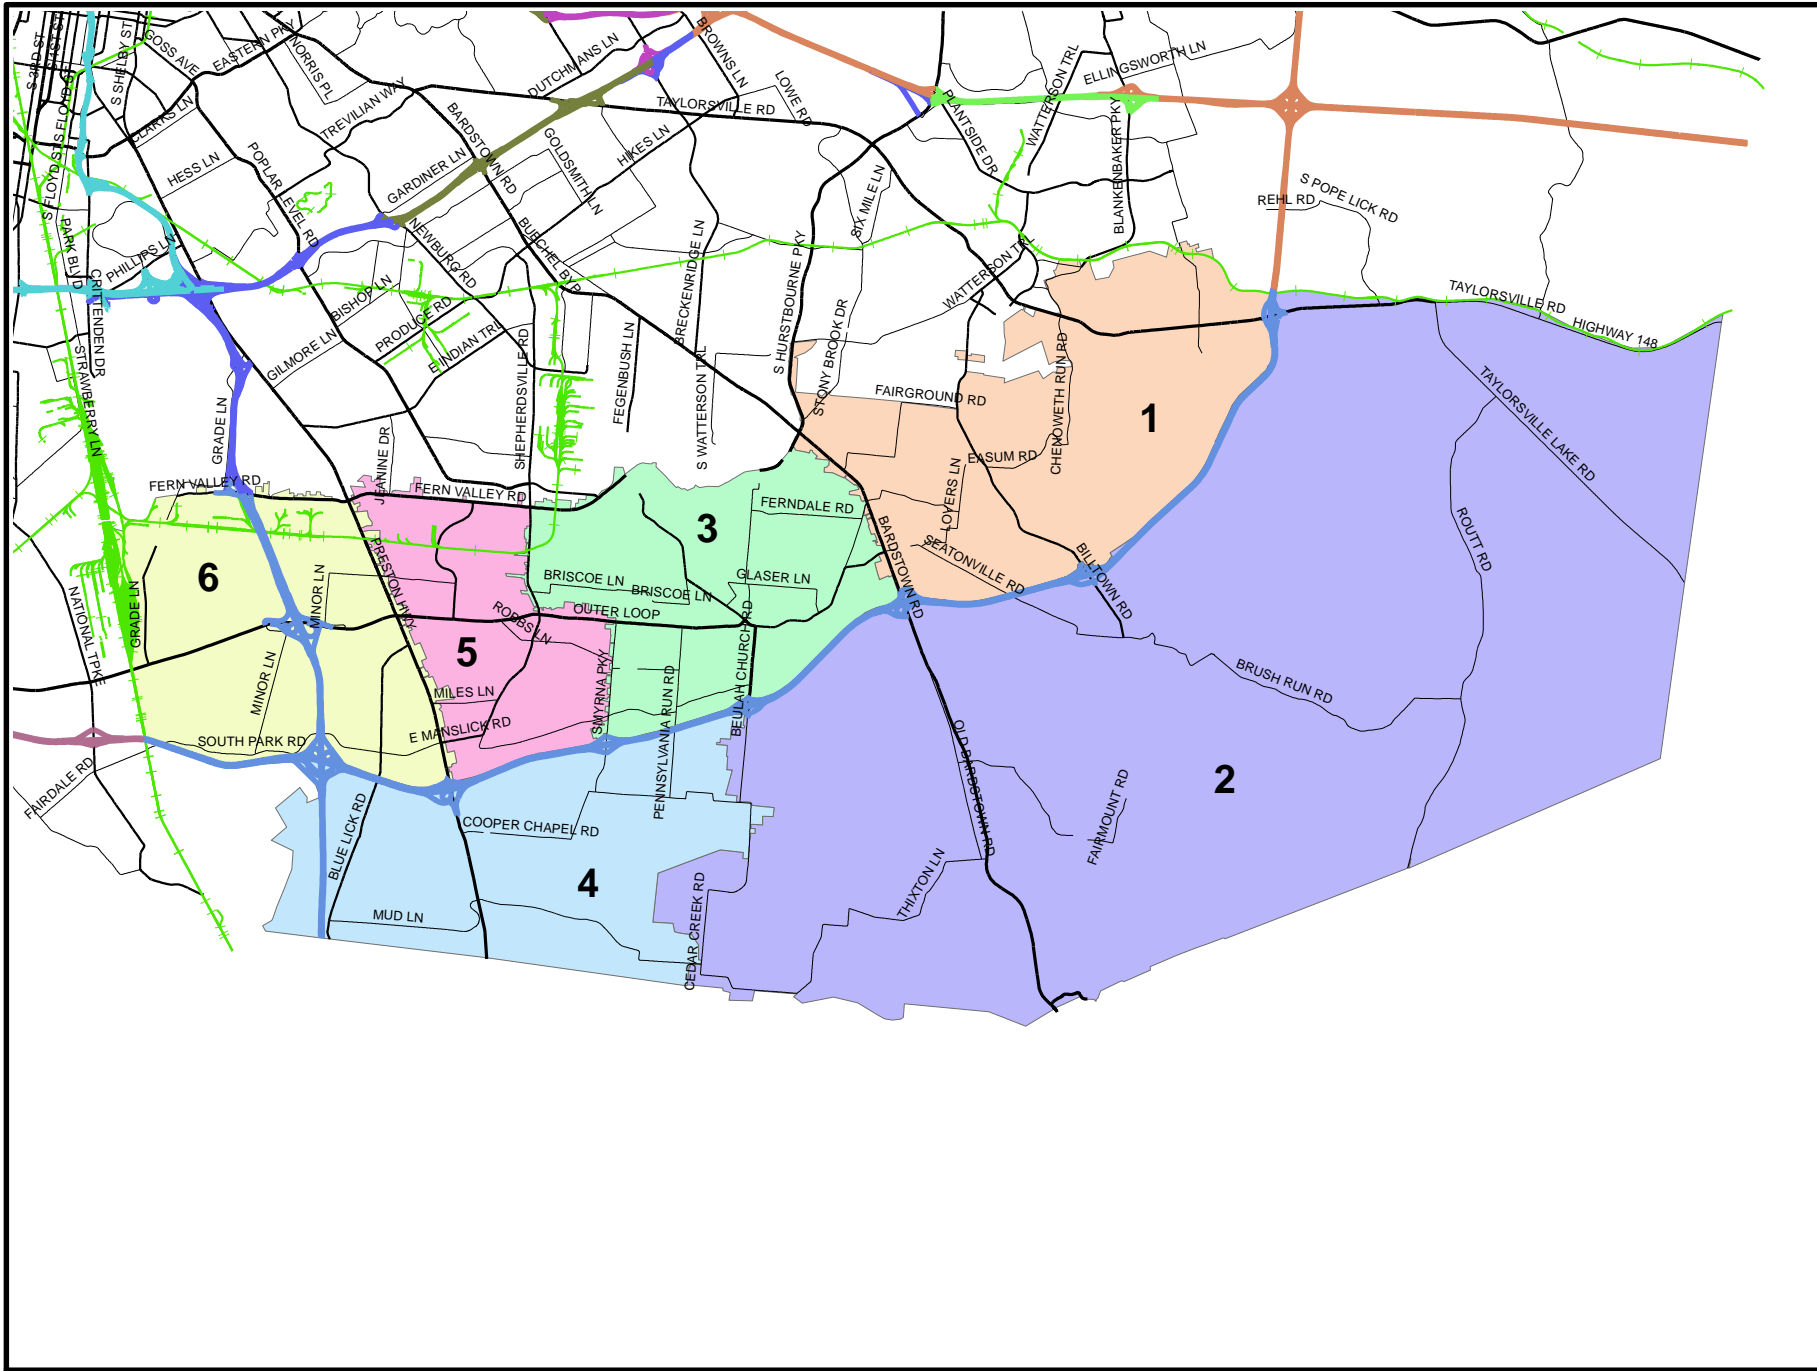 S 3RD ST
S 1ST ST
S FLOYD ST
S SHELBY ST
GOSS AVE
EASTERN PKY
NORRIS PL
DUTCHMANS LN
BROWNS LN
LOWE RD
WATTERSON TRL
ELLINGSWORTH LN
CLARKS LN
TREVILIAN WAY
BARDSTOWN RD
TAYLORSVILLE RD
PLANTSIDE DR
BLANKENBAKER PKY
S FLOYD ST
HESS LN
POPLAR LEVEL RD
GARDINER LN
GOLDSMITH LN
HIKES LN
SIX MILE LN
REHL RD
S POPE LICK RD
PARK BLVD
PHILLIPS LN
CRITTENDEN DR
NEWBURG RD
BUECHEL BYP
BRECKENRIDGE LN
S HURSTBOURNE PKY
WATTERSON TRL
BISHOP LN
PRODUCE RD
GILMORE LN
E INDIAN TRL
STRAWBERRY LN
SHEPHERDSVILLE RD
FEGENBUSH LN
S WATTERSON TRL
STONY BROOK DR
FAIRGROUND RD
CHENOWETH RUN RD
TAYLORSVILLE RD
HIGHWAY 148
TAYLORSVILLE LAKE RD
1
GRADE LN
JEANINE DR
EASUM RD
LOVERS LN
FERN VALLEY RD
FERN VALLEY RD
FERNDALE RD
3
BARDSTOWN RD
SEATONVILLE RD
BILLTOWN RD
ROUTT RD
6
NATIONAL TPKE
GRADE LN
MINOR LN
PRESTON HWY
BRISCOE LN
BRISCOE LN
GLASER LN
OUTER LOOP
ROBBS LN
5
MINOR LN
MILES LN
SMYRNA PKY
PENNSYLVANIA RUN RD
BEULAH CHURCH RD
BRUSH RUN RD
SOUTH PARK RD
E MANSLICK RD
OLD BARDSTOWN RD
2
FAIRDALE RD
BLUE LICK RD
COOPER CHAPEL RD
FAIRMOUNT RD
4
THIXTON LN
CEDAR CREEK RD
MUD LN